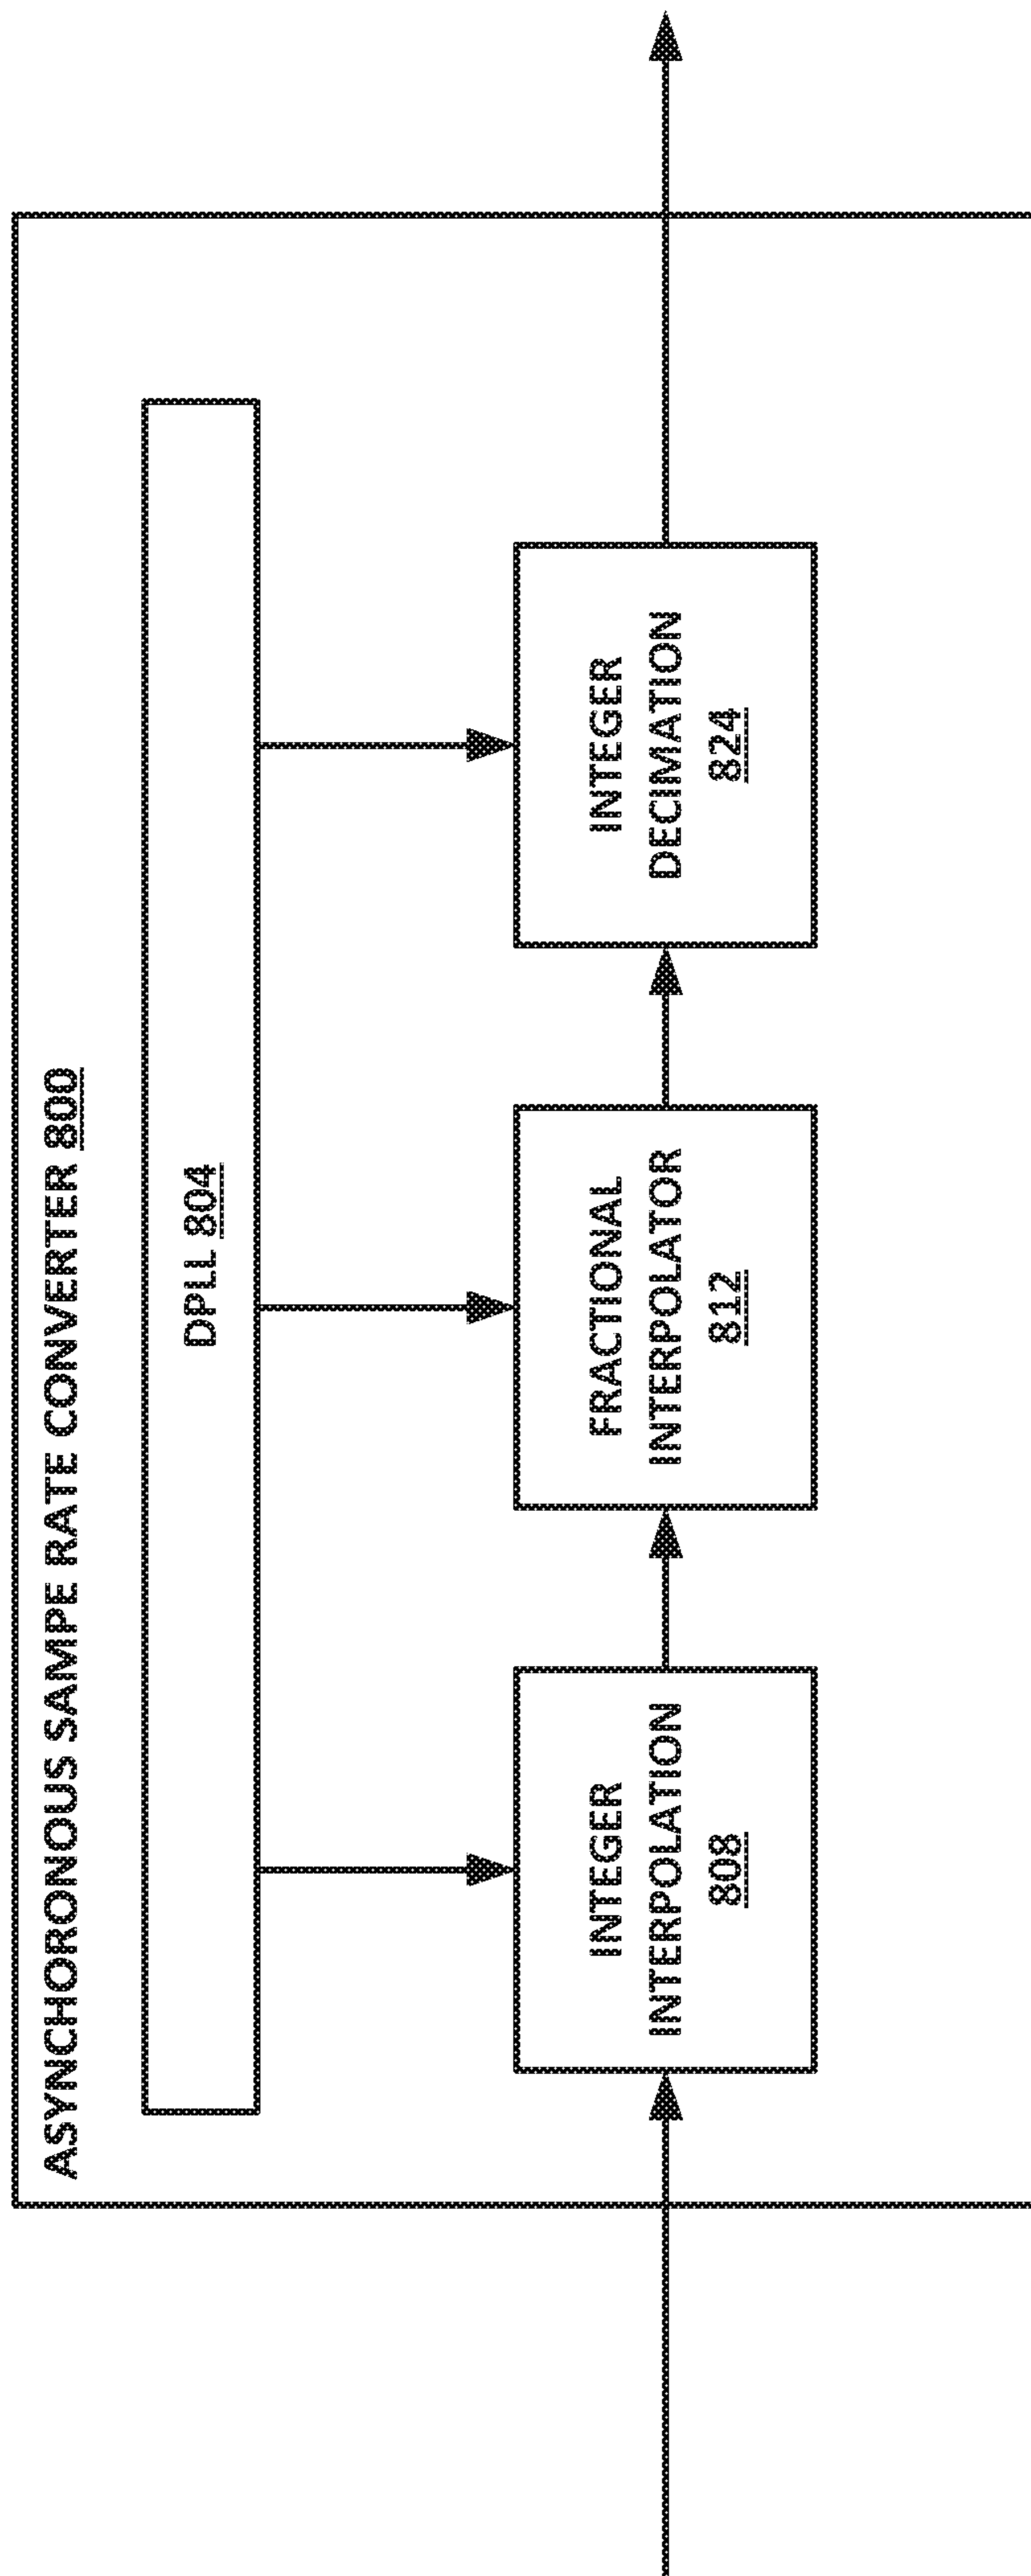 ASYNCHORONOUS SAMPE RATE CONVERTER 800
DPLL 804
INTEGER
INTERPOLATION
808
FRACTIONAL
INTERPOLATOR
812
INTEGER
DECIMATION
824